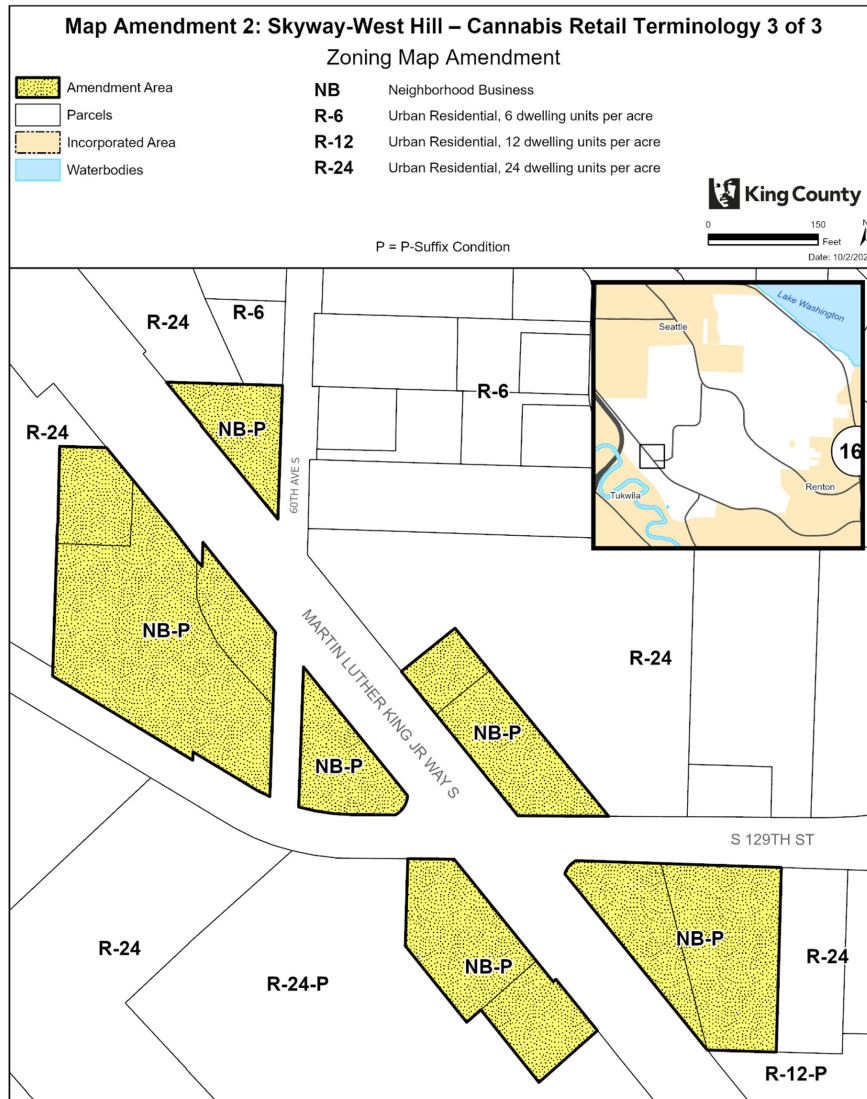 Map Amendment 2: Skyway-West Hill – Cannabis Retail Terminology 3 of 3
Zoning Map Amendment
Amendment Area
Parcels
Incorporated Area
Waterbodies
NB Neighborhood Business
R-6 Urban Residential, 6 dwelling units per acre
R-12 Urban Residential, 12 dwelling units per acre
R-24 Urban Residential, 24 dwelling units per acre
P = P-Suffix Condition
King County
0 150
Feet
N
Date:
Lake Washington
Seattle
16
Renton
Tukwila
R-24
R-6
R-6
NB-P
R-24
60TH AVE S
NB-P
R-24
MARTIN LUTHER KING JR WAY S
NB-P
NB-P
S 129TH ST
R-24
R-24-P
NB-P
NB-P
R-24
R-12-P